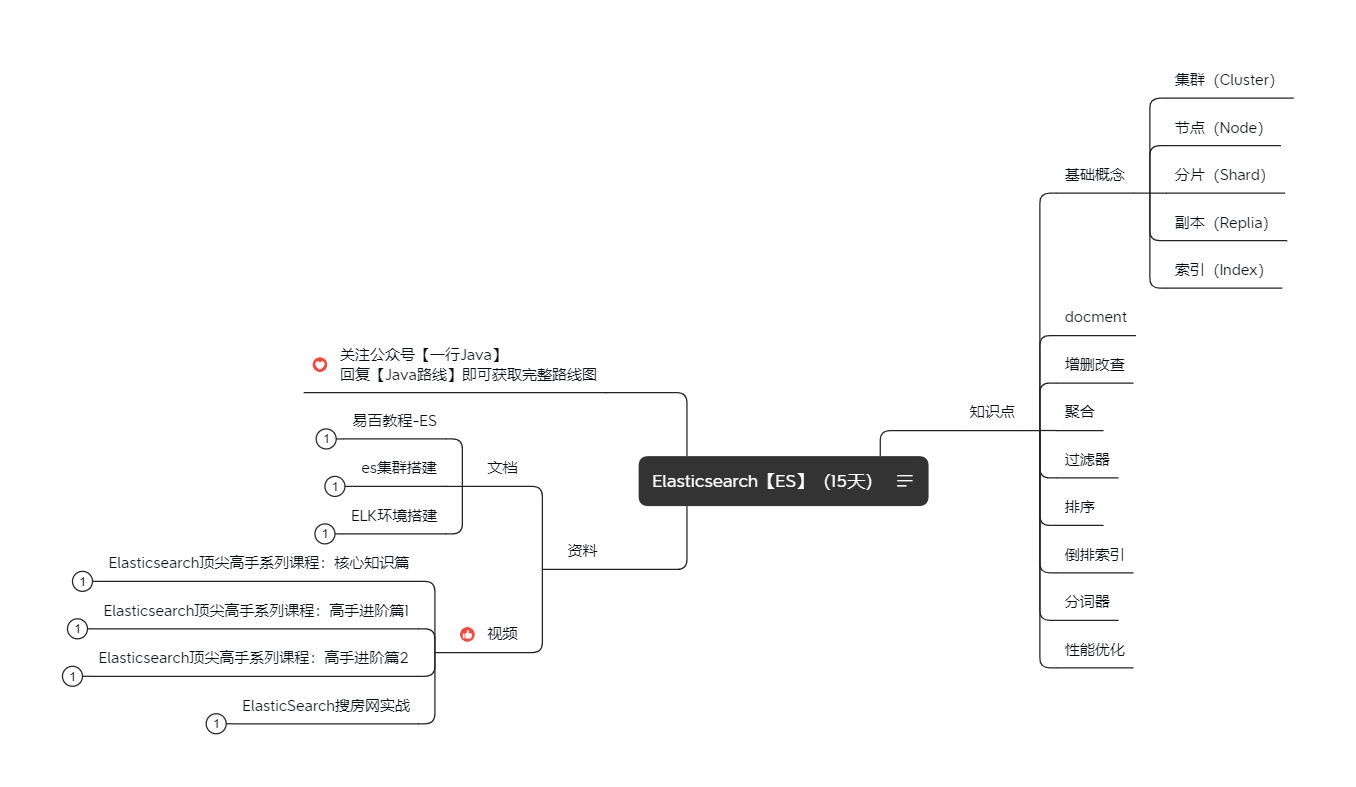 集群（Cluster）
节点（Node）
基础概念
分片（Shard）
副本（Replia）
索引（Index）
docment
增删改查
知识点
聚合
过滤器
排序
倒排索引
分词器
性能优化
Elasticsearch【ES】（15天）
关注公众号【一行Java】
回复【Java路线】即可获取完整路线图
易百教程-ES
1
es集群搭建
1
文档
ELK环境搭建
1
资料
Elasticsearch顶尖高手系列课程：核心知识篇
1
Elasticsearch顶尖高手系列课程：高手进阶篇1
1
视频
Elasticsearch顶尖高手系列课程：高手进阶篇2
1
ElasticSearch搜房网实战
1